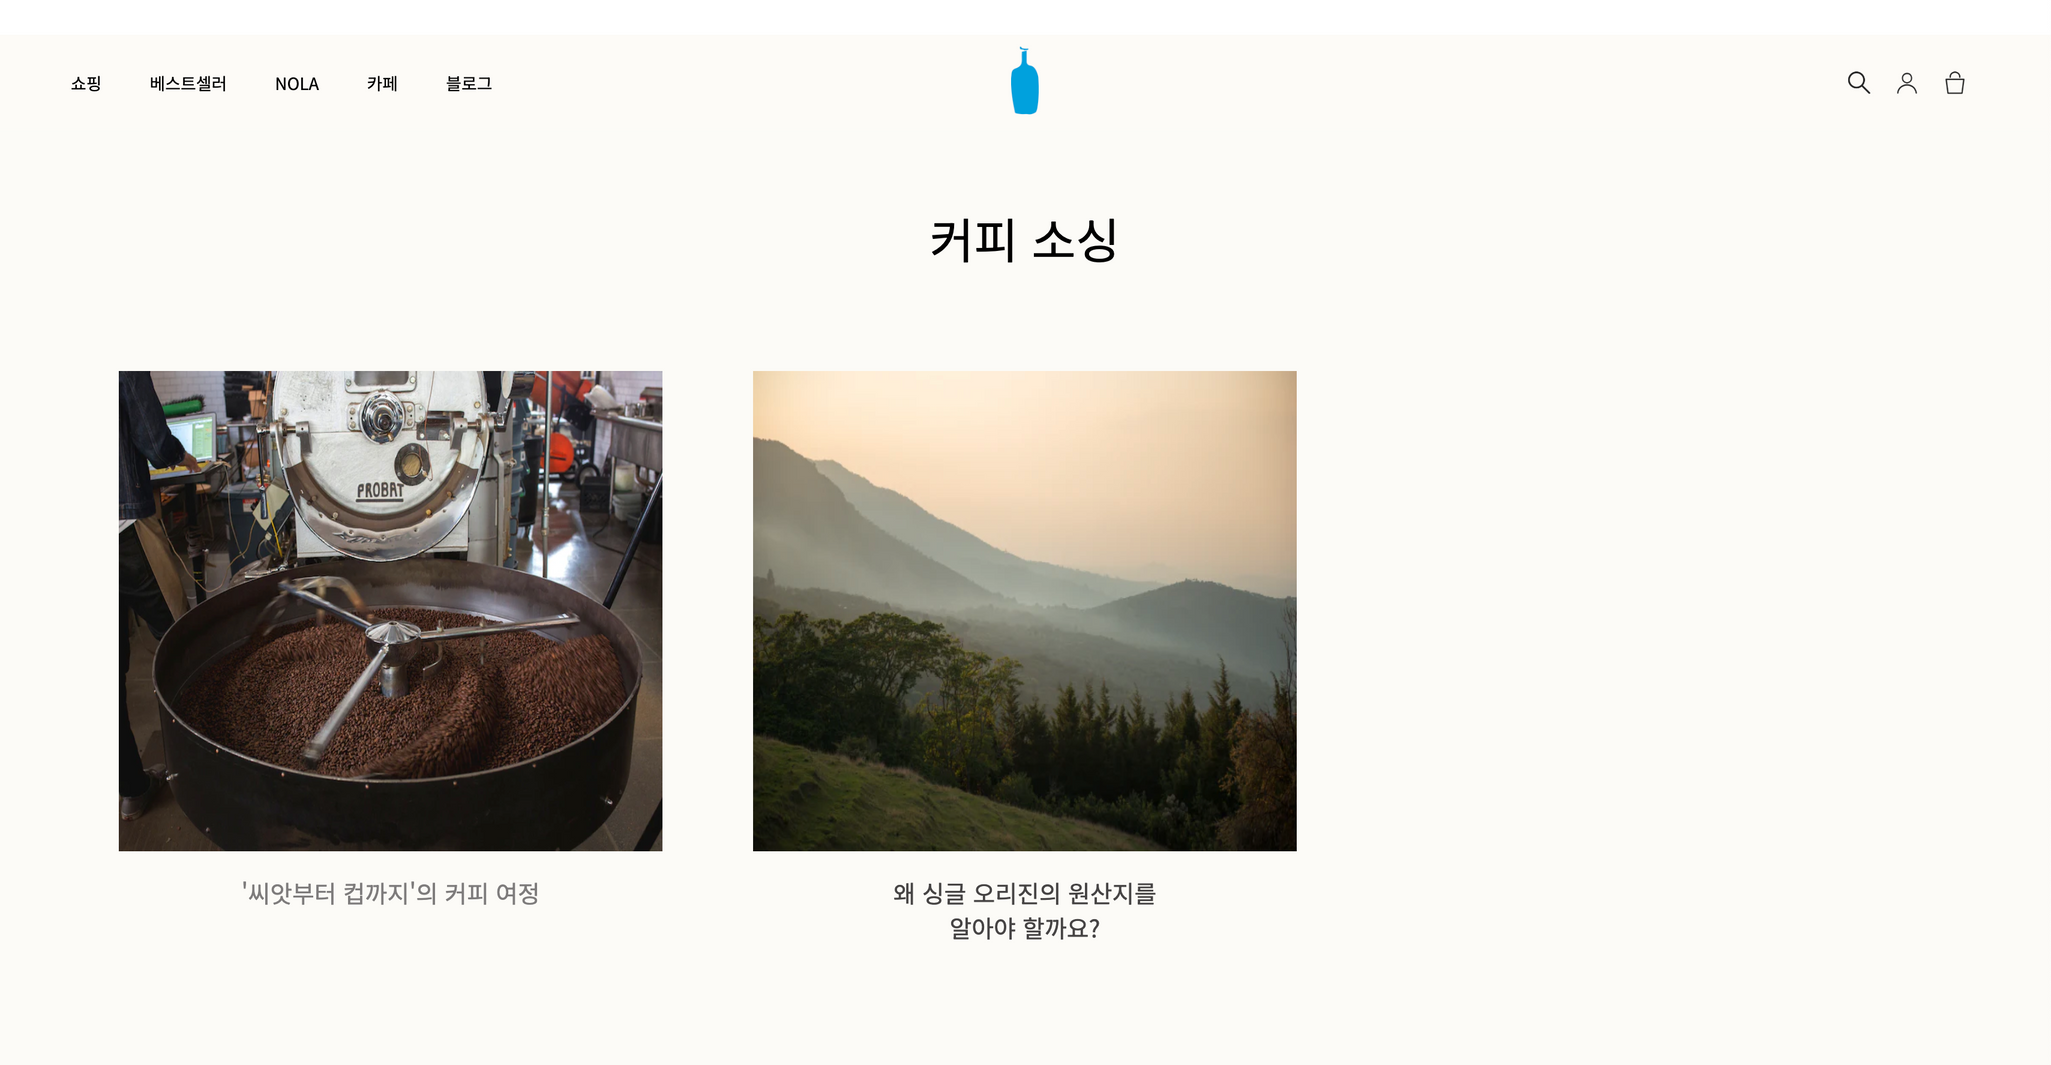 쇼핑
베스트셀러
NOLA
카페
블로그
커피 소싱
PROBAT
'씨앗부터 컵까지'의 커피 여정
왜 싱글 오리진의 원산지를
알아야 할까요?